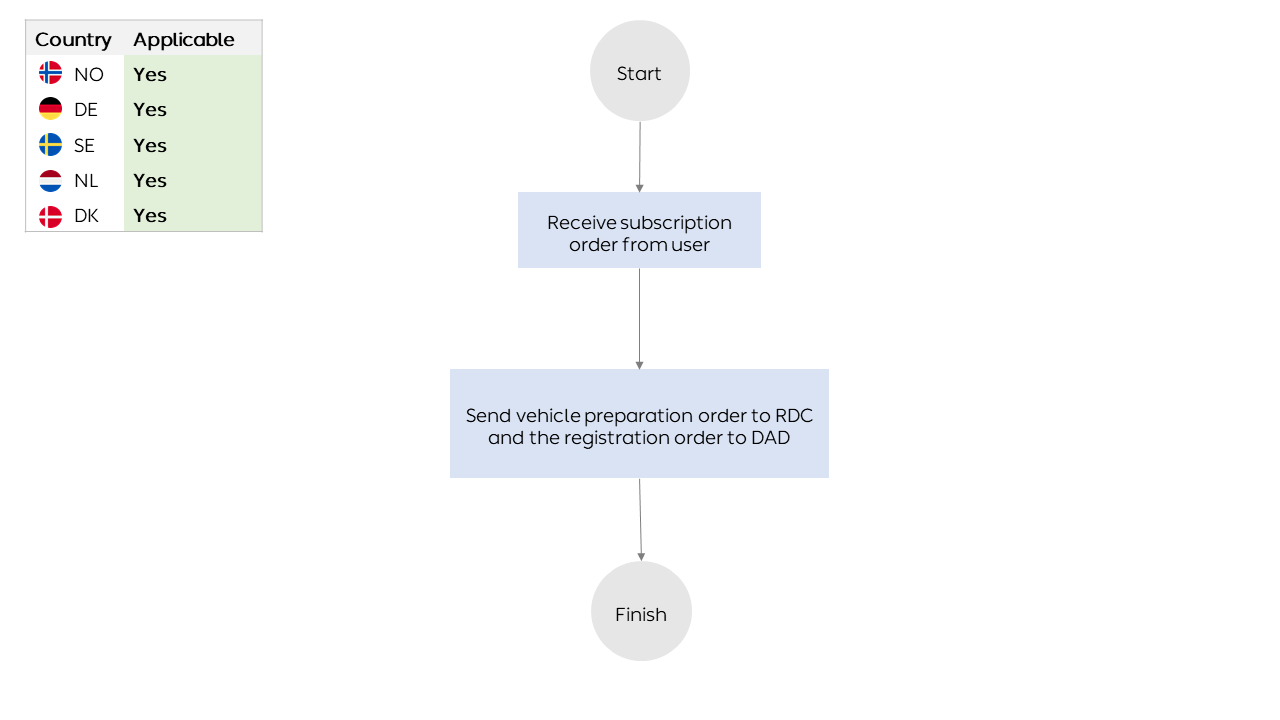 Country Applicable
NO Yes
DE Yes
SE Yes
NL Yes
DK Yes
Start
Receive subscription
order from user
Send vehicle preparation order to RDC
and the registration order to DAD
Finish